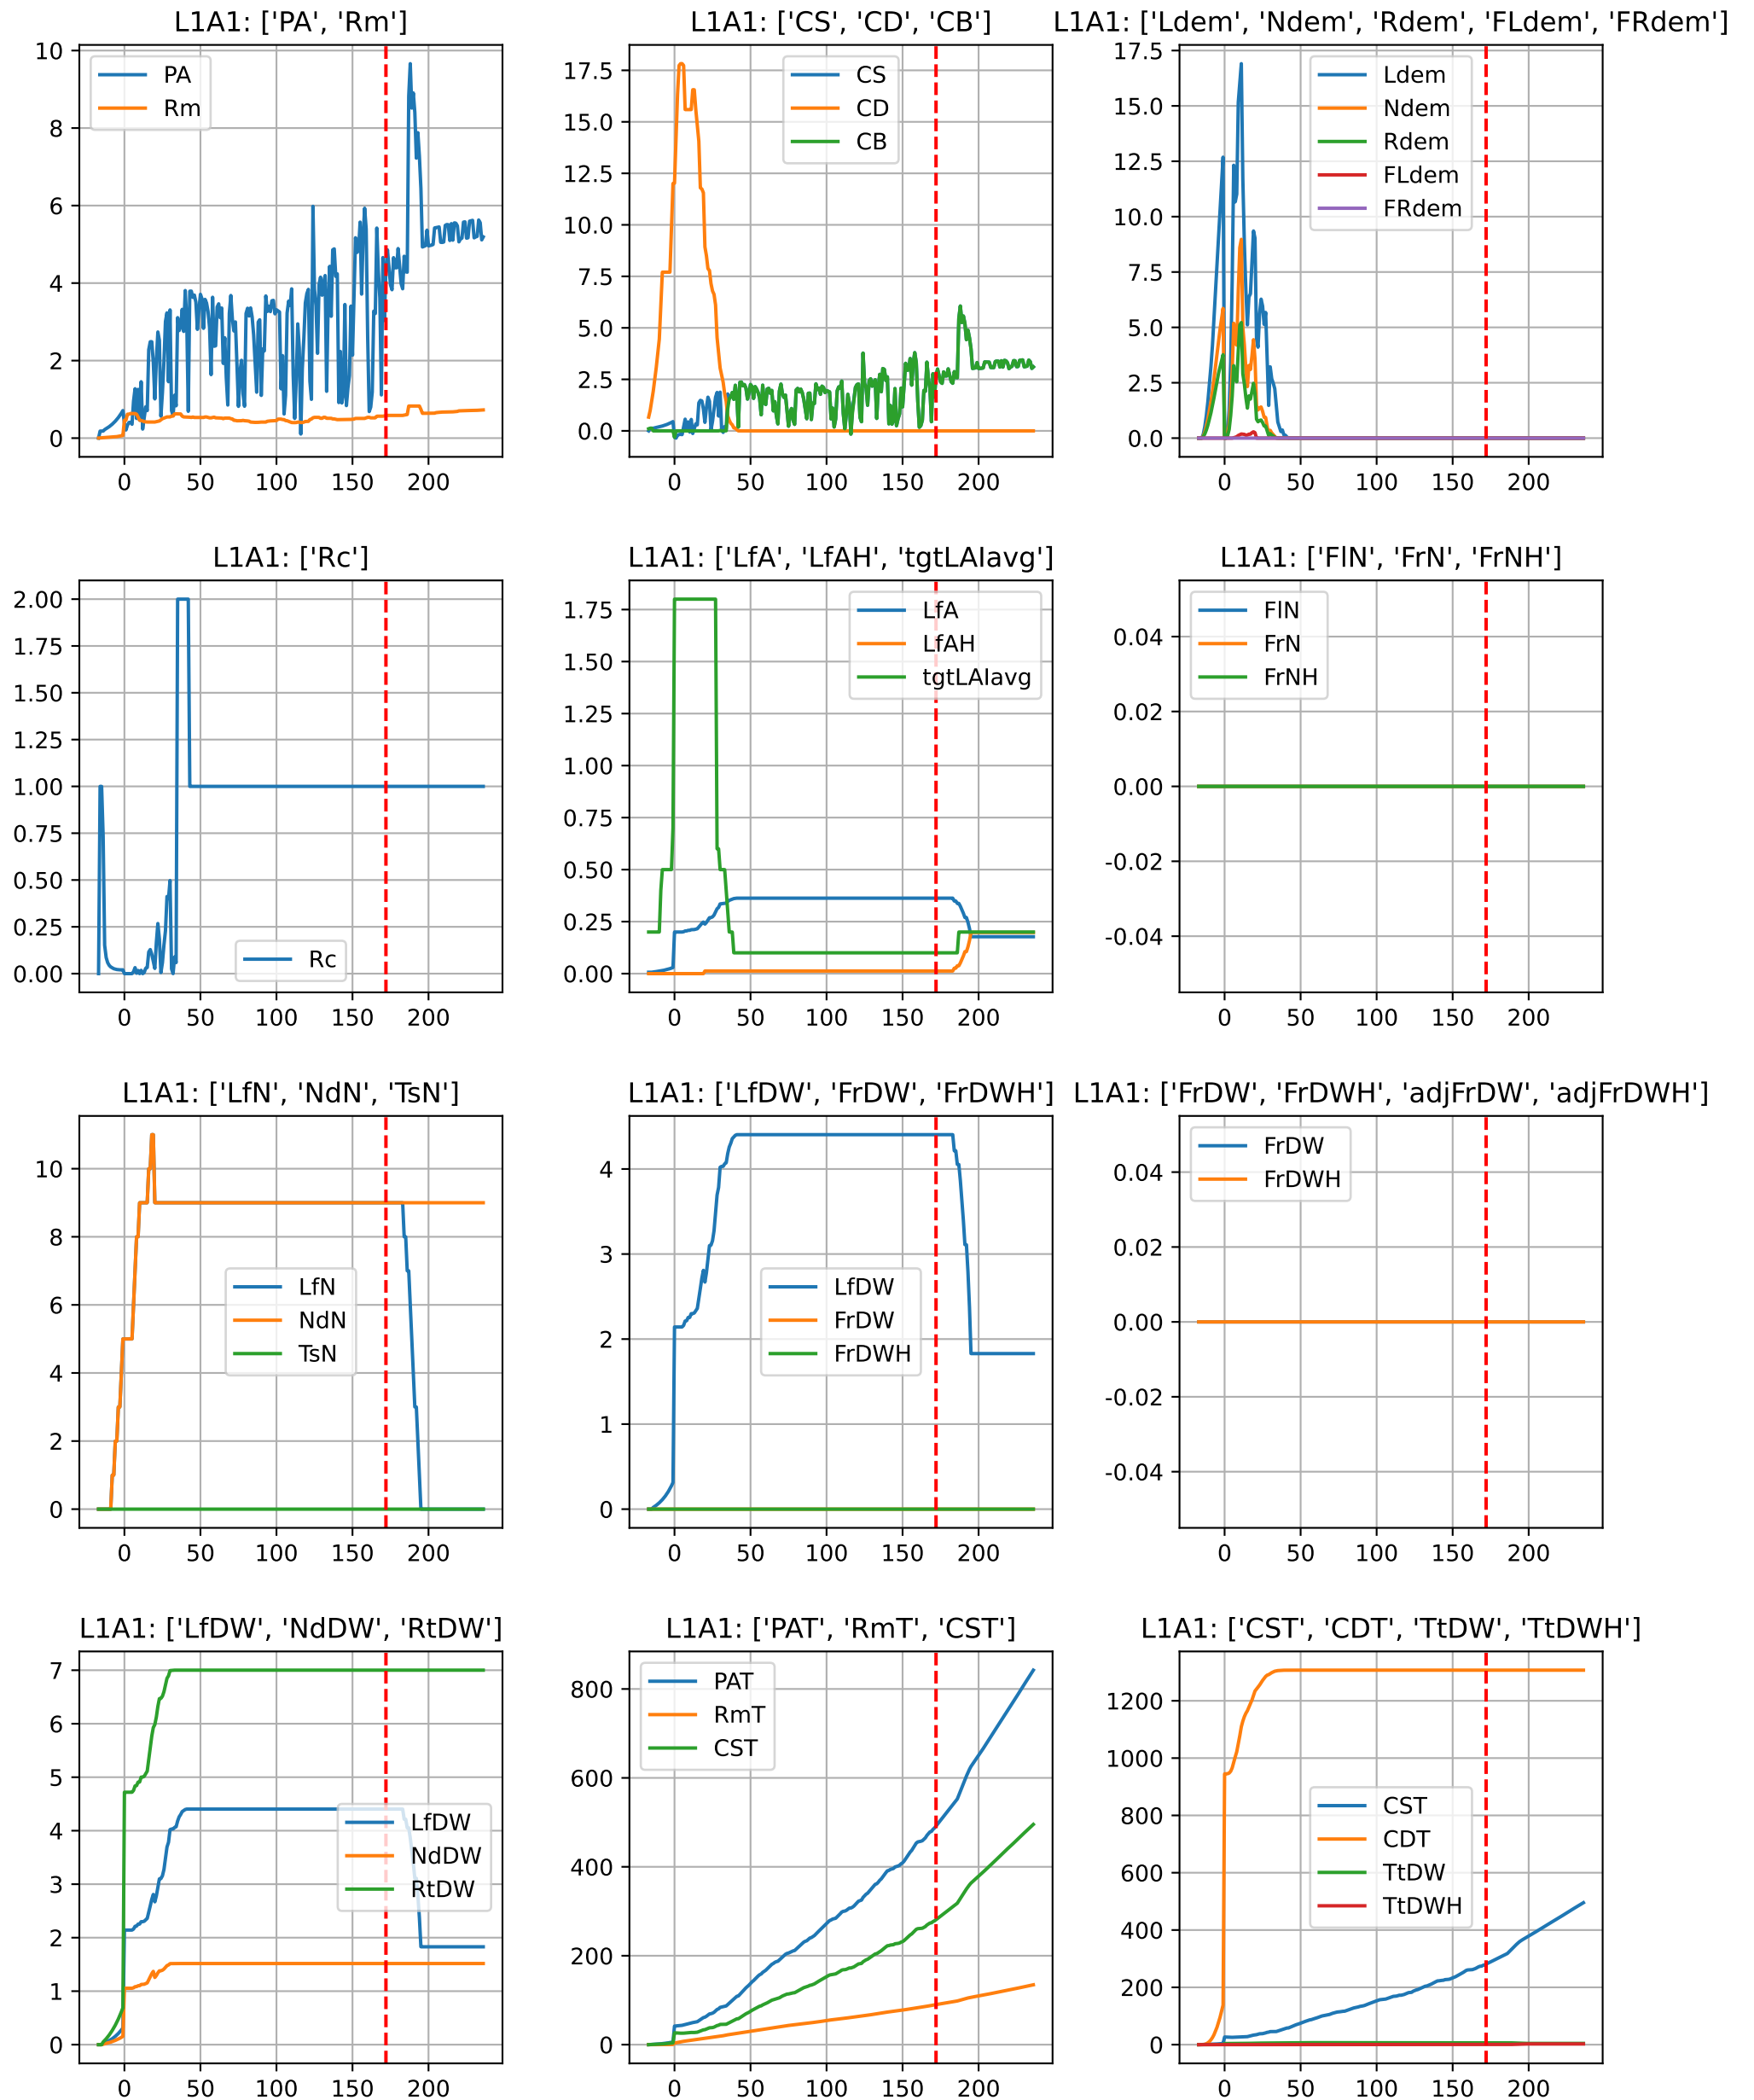 L1A1: ['PA', 'Rm']
10
8
6
4
2
0
PA
Rm
0 50 100 150 200
L1A1: ['CS', 'CD', 'CB']
17.5
15.0
12.5
10.0
7.5
5.0
2.5
0.0
CS
CD
CB
0 50 100 150 200
L1A1: ['Ldem', 'Ndem', 'Rdem', 'FLdem', 'FRdem']
17.5
15.0
12.5
10.0
7.5
5.0
2.5
0.0
Ldem
Ndem
Rdem
FLdem
FRdem
0 50 100 150 200
L1A1: ['Rc']
2.00
1.75
1.50
1.25
1.00
0.75
0.50
0.25
0.00
Rc
0 50 100 150 200
L1A1: ['LfA', 'LfAH', 'tgtLAIavg']
1.75
1.50
1.25
1.00
0.75
0.50
0.25
0.00
LfA
LfAH
tgtLAIavg
0 50 100 150 200
L1A1: ['FlN', 'FrN', 'FrNH']
0.04
0.02
0.00
-0.02
-0.04
FlN
FrN
FrNH
0 50 100 150 200
L1A1: ['LfN', 'NdN', 'TsN']
10
8
6
4
2
0
LfN
NdN
TsN
0 50 100 150 200
L1A1: ['LfDW', 'FrDW', 'FrDWH']
4
3
2
1
0
LfDW
FrDW
FrDWH
0 50 100 150 200
L1A1: ['FrDW', 'FrDWH', 'adjFrDW', 'adjFrDWH']
0.04
0.02
0.00
-0.02
-0.04
FrDW
FrDWH
0 50 100 150 200
L1A1: ['LfDW', 'NdDW', 'RtDW']
7
6
5
4
3
2
1
0
LfDW
NdDW
RtDW
0 50 100 150 200
L1A1: ['PAT', 'RmT', 'CST']
800
600
400
200
0
PAT
RmT
CST
0 50 100 150 200
L1A1: ['CST', 'CDT', 'TtDW', 'TtDWH']
1200
1000
800
600
400
200
0
CST
CDT
TtDW
TtDWH
0 50 100 150 200